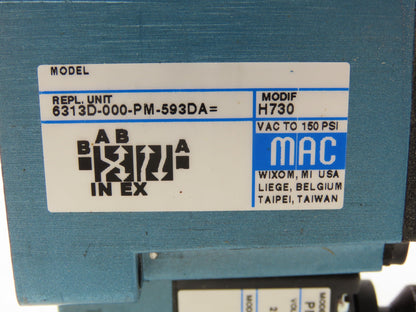 MODEL
REPL. UNIT
6313D-000-PM-593DA=
MODIF
H730
VAC TO 150 PSI
MAC
WIXOM, MI USA
LIEGE, BELGIUM
TAIPEI, TAIWAN
A B
B A
IN EX